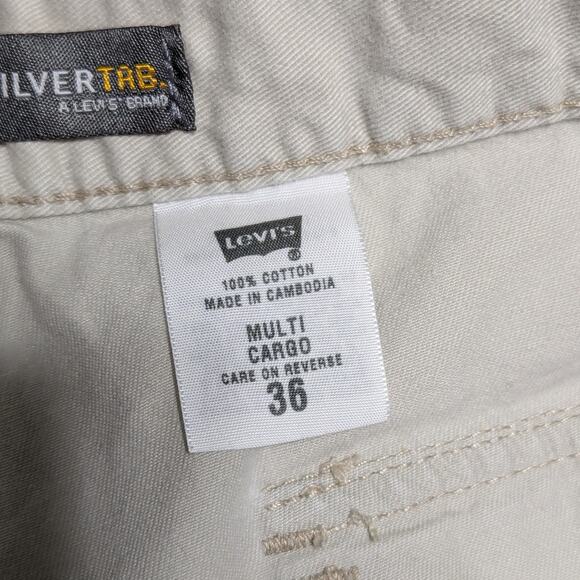 ILVERTAB.
A LEVI'S BRAND
Levi's
®
100% COTTON
MADE IN CAMBODIA
MULTI
CARGO
CARE ON REVERSE
36